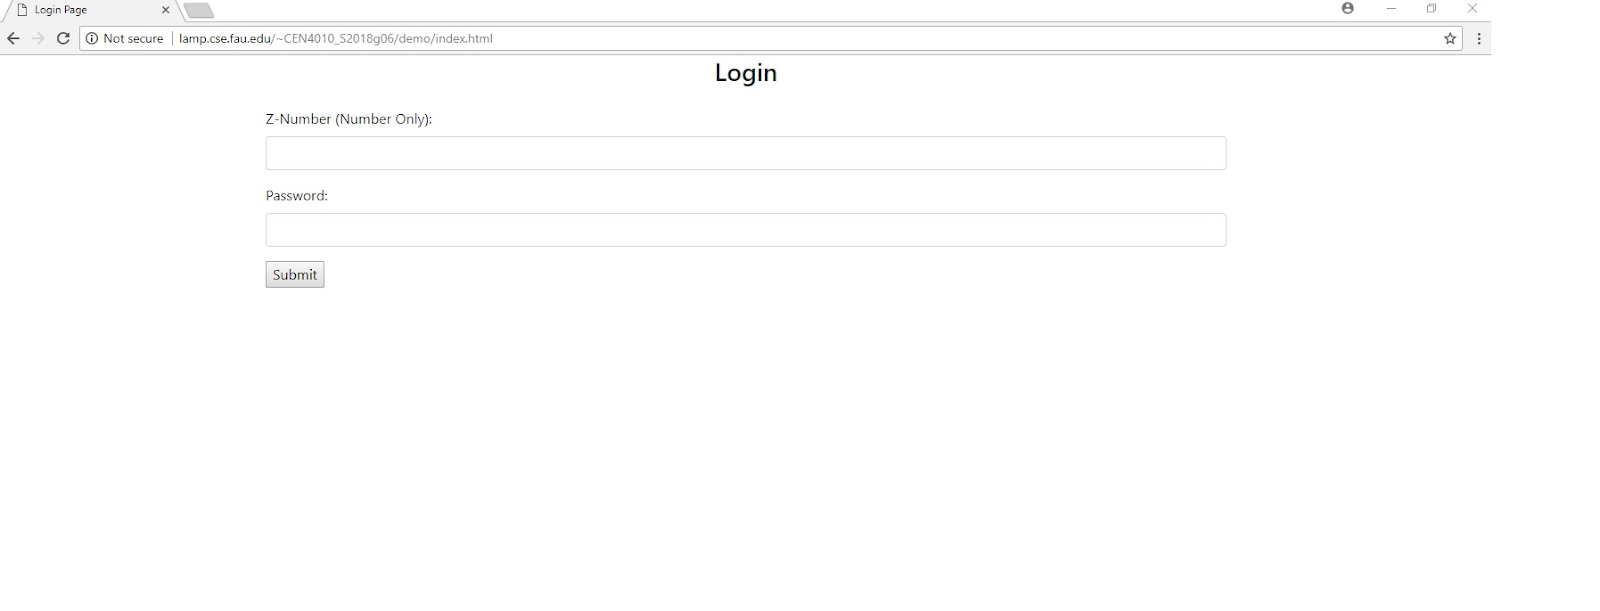 Login Page
Not secure | lamp.cse.fau.edu/~CEN4010_S2018g06/demo/index.html
Login
Z-Number (Number Only):
Password:
Submit